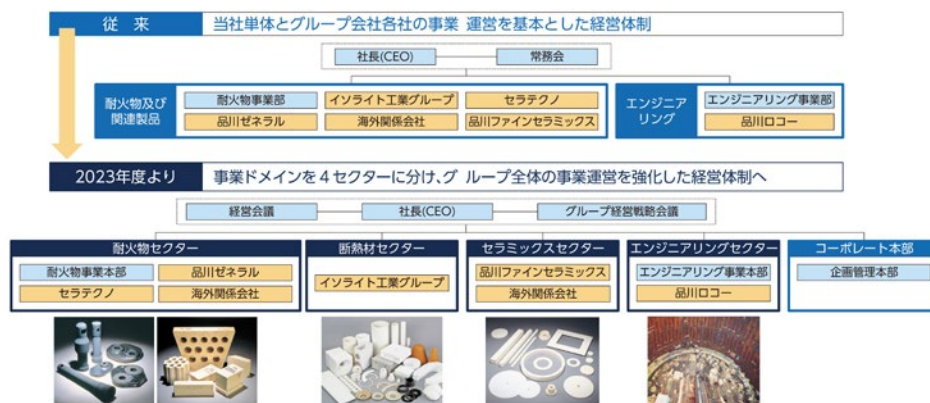 従 来
当社単体とグループ会社各社の事業 運営を基本とした経営体制
社長(CEO)
常務会
耐火物及び
関連製品
耐火物事業部
イソライト工業グループ
セラテクノ
品川ゼネラル
海外関係会社
品川ファインセラミックス
エンジニア
リング
エンジニアリング事業部
品川ロコー
2023年度より
事業ドメインを4セクターに分け、グ ループ全体の事業運営を強化した経営体制へ
経営会議
社長(CEO)
グループ経営戦略会議
耐火物セクター
耐火物事業本部
品川ゼネラル
セラテクノ
海外関係会社
断熱材セクター
イソライト工業グループ
セラミックスセクター
品川ファインセラミックス
海外関係会社
エンジニアリングセクター
エンジニアリング事業本部
品川ロコー
コーポレート本部
企画管理本部